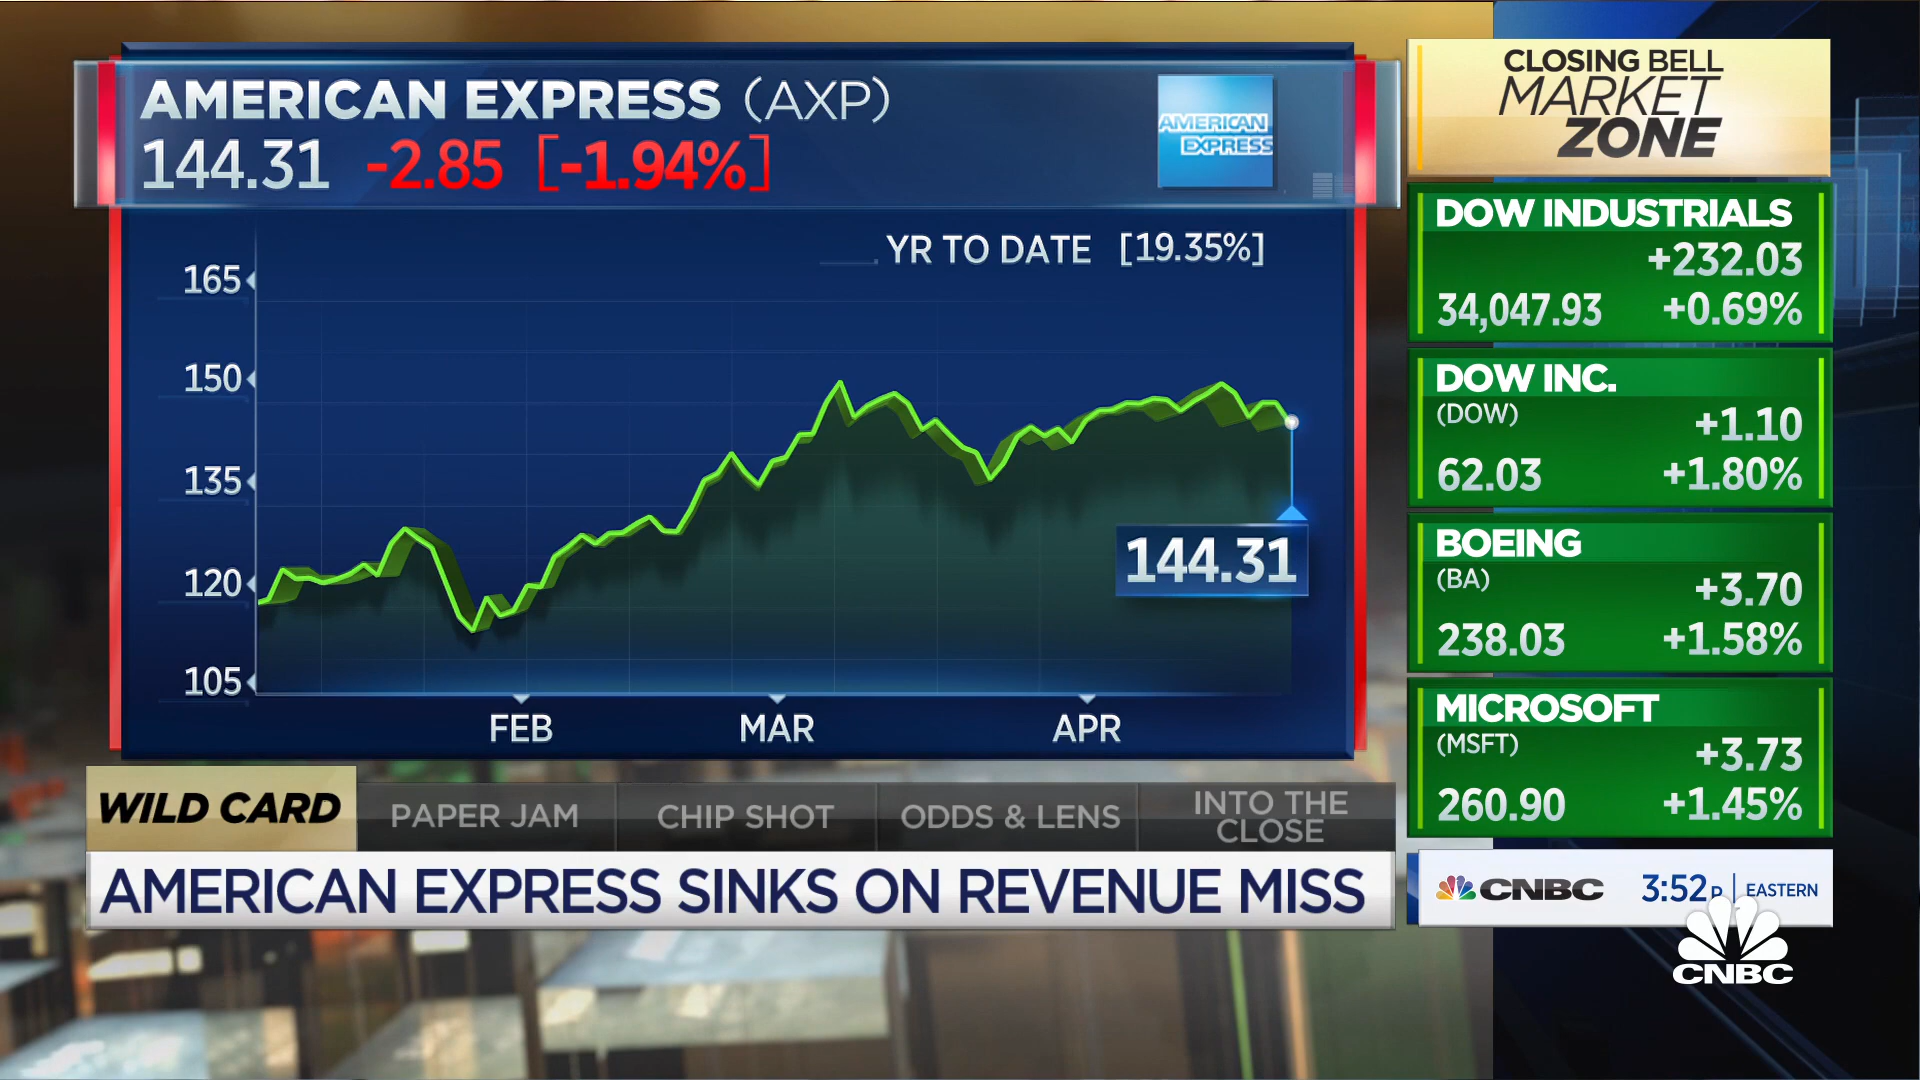 AMERICAN EXPRESS (AXP)
144.31 -2.85 [-1.94%]
AMERICAN
EXPRESS
YR TO DATE [19.35%]
165
150
135
120
105
144.31
FEB MAR APR
WILD CARD
PAPER JAM
CHIP SHOT
ODDS & LENS
INTO THE
CLOSE
AMERICAN EXPRESS SINKS ON REVENUE MISS
CLOSING BELL
MARKET
ZONE
DOW INDUSTRIALS
+232.03
34,047.93 +0.69%
DOW INC.
(DOW)
+1.10
62.03 +1.80%
BOEING
(BA)
+3.70
238.03 +1.58%
MICROSOFT
(MSFT)
+3.73
260.90 +1.45%
CNBC 3:52p EASTERN
CNBC